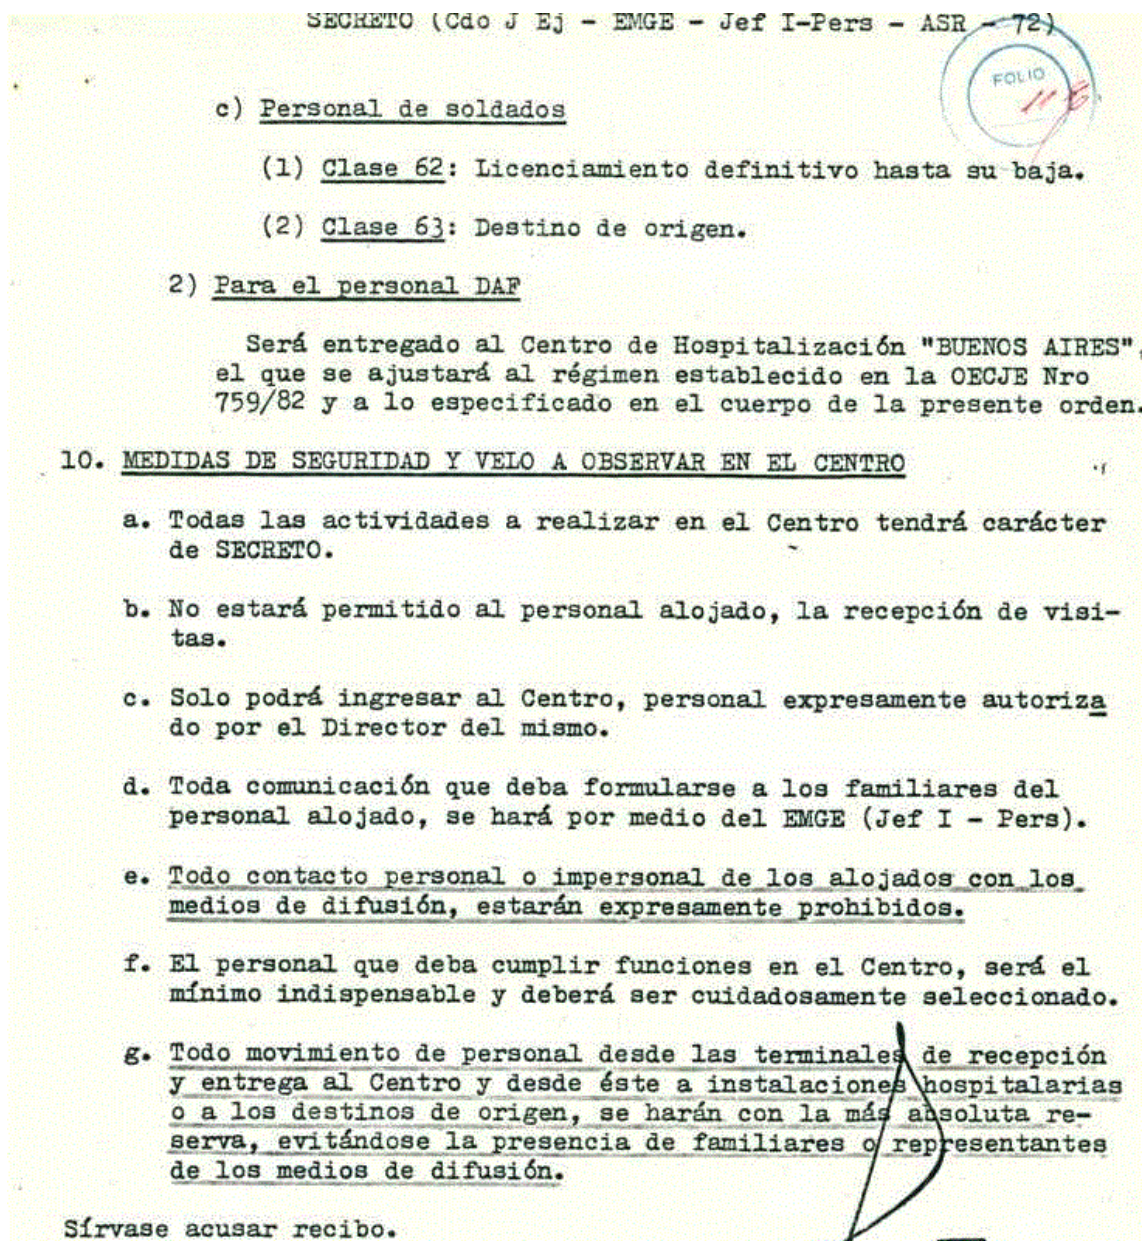 SECRETO (Cdo J Ej - EMGE - Jef I-Pers - ASR - 72)
FOLIO
116
c) Personal de soldados
(1) Clase 62: Licenciamiento definitivo hasta su baja.
(2) Clase 63: Destino de origen.
2) Para el personal DAF
Será entregado al Centro de Hospitalización "BUENOS AIRES",
el que se ajustará al régimen establecido en la OECJE Nro
759/82 y a lo especificado en el cuerpo de la presente orden.
10. MEDIDAS DE SEGURIDAD Y VELO A OBSERVAR EN EL CENTRO
a. Todas las actividades a realizar en el Centro tendrá carácter
de SECRETO.
b. No estará permitido al personal alojado, la recepción de visi-
tas.
c. Solo podrá ingresar al Centro, personal expresamente autoriza
do por el Director del mismo.
d. Toda comunicación que deba formularse a los familiares del
personal alojado, se hará por medio del EMGE (Jef I - Pers).
e. Todo contacto personal o impersonal de los alojados con los
medios de difusión, estarán expresamente prohibidos.
f. El personal que deba cumplir funciones en el Centro, será el
mínimo indispensable y deberá ser cuidadosamente seleccionado.
g. Todo movimiento de personal desde las terminales de recepción
y entrega al Centro y desde éste a instalaciones hospitalarias
o a los destinos de origen, se harán con la más absoluta re-
serva, evitándose la presencia de familiares o representantes
de los medios de difusión.
Sírvase acusar recibo.